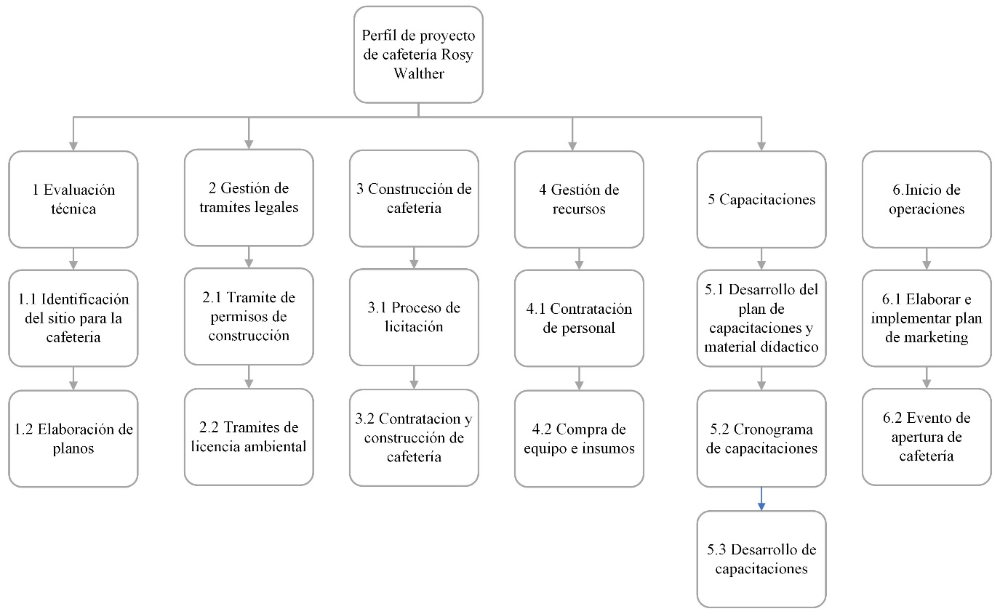 Perfil de proyecto
de cafetería Rosy
Walther
1 Evaluación
técnica
2 Gestión de
tramites legales
3 Construcción de
cafeteria
4 Gestión de
recursos
5 Capacitaciones
6.Inicio de
operaciones
1.1 Identificación
del sitio para la
cafeteria
2.1 Tramite de
permisos de
construcción
3.1 Proceso de
licitación
4.1 Contratación
de personal
5.1 Desarrollo del
plan de
capacitaciones y
material didactico
6.1 Elaborar e
implementar plan
de marketing
1.2 Elaboración de
planos
2.2 Tramites de
licencia ambiental
3.2 Contratacion y
construcción de
cafetería
4.2 Compra de
equipo e insumos
5.2 Cronograma
de capacitaciones
6.2 Evento de
apertura de
cafetería
5.3 Desarrollo de
capacitaciones